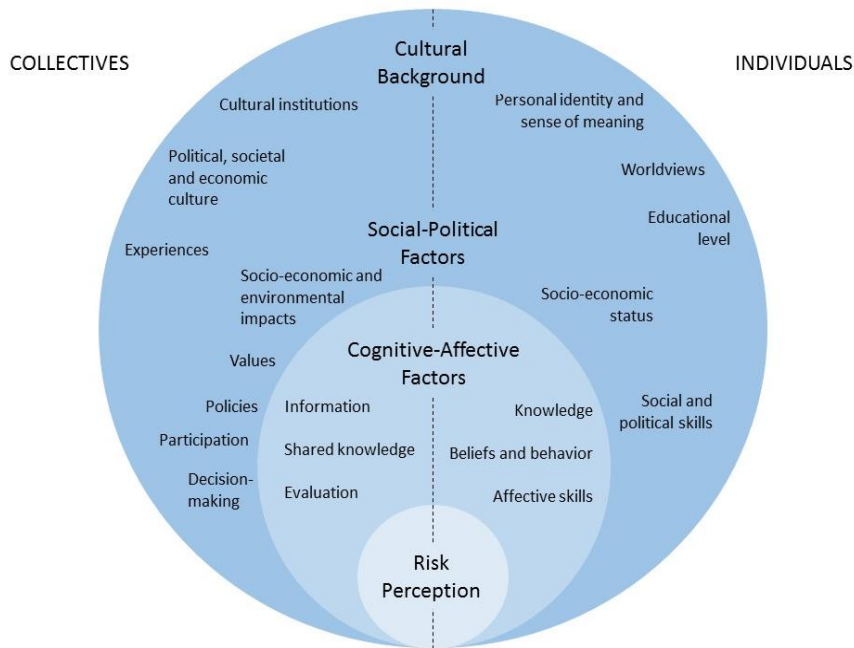 COLLECTIVES
INDIVIDUALS
Cultural
Background
Cultural institutions
Personal identity and
sense of meaning
Political, societal
and economic
culture
Worldviews
Educational
level
Social-Political
Factors
Experiences
Socio-economic and
environmental
impacts
Socio-economic
status
Cognitive-Affective
Factors
Values
Policies
Information
Knowledge
Social and
political skills
Participation
Shared knowledge
Beliefs and behavior
Decision-
making
Evaluation
Affective skills
Risk
Perception